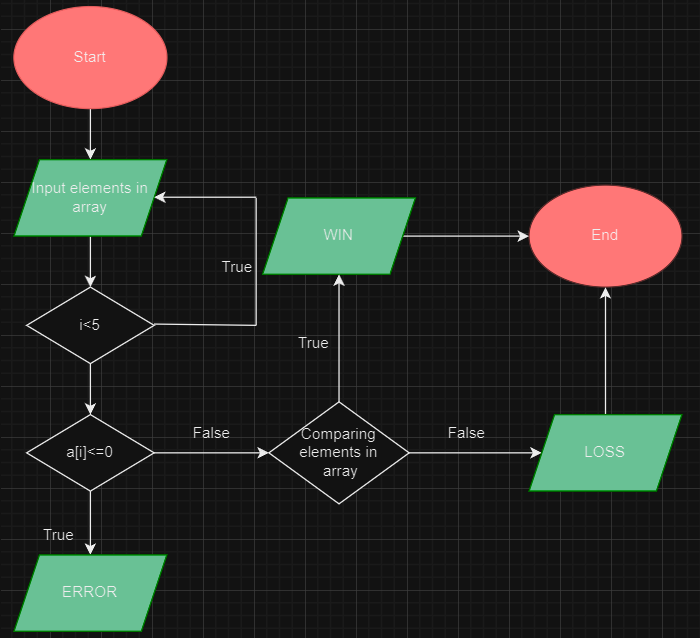 Start
Input elements in
array
True
i<5
a[i]<=0
False
True
ERROR
Comparing
elements in
array
True
WIN
False
LOSS
End